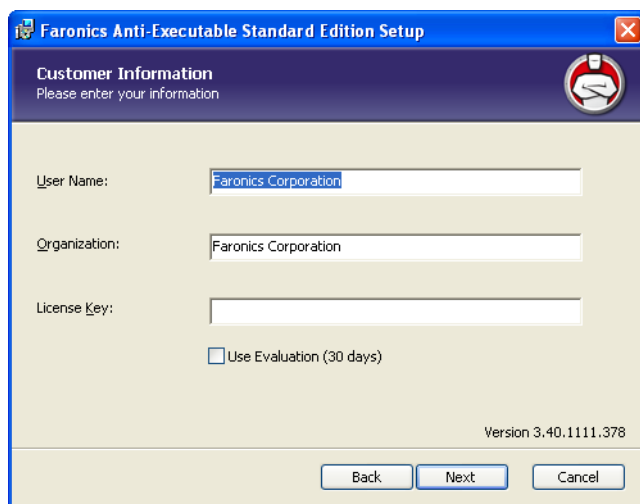 Faronics Anti-Executable Standard Edition Setup
Customer Information
Please enter your information
User Name: Faronics Corporation
Organization: Faronics Corporation
License Key:
Use Evaluation (30 days)
Version 3.40.1111.378
Back Next Cancel